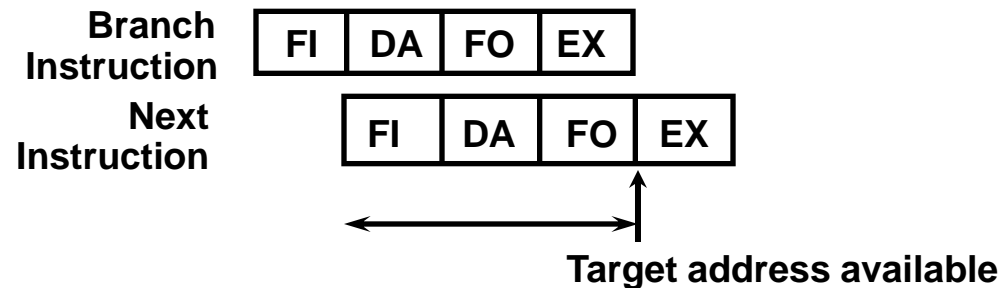 Branch
Instruction
FI DA FO EX
Next
Instruction
FI DA FO EX
Target address available